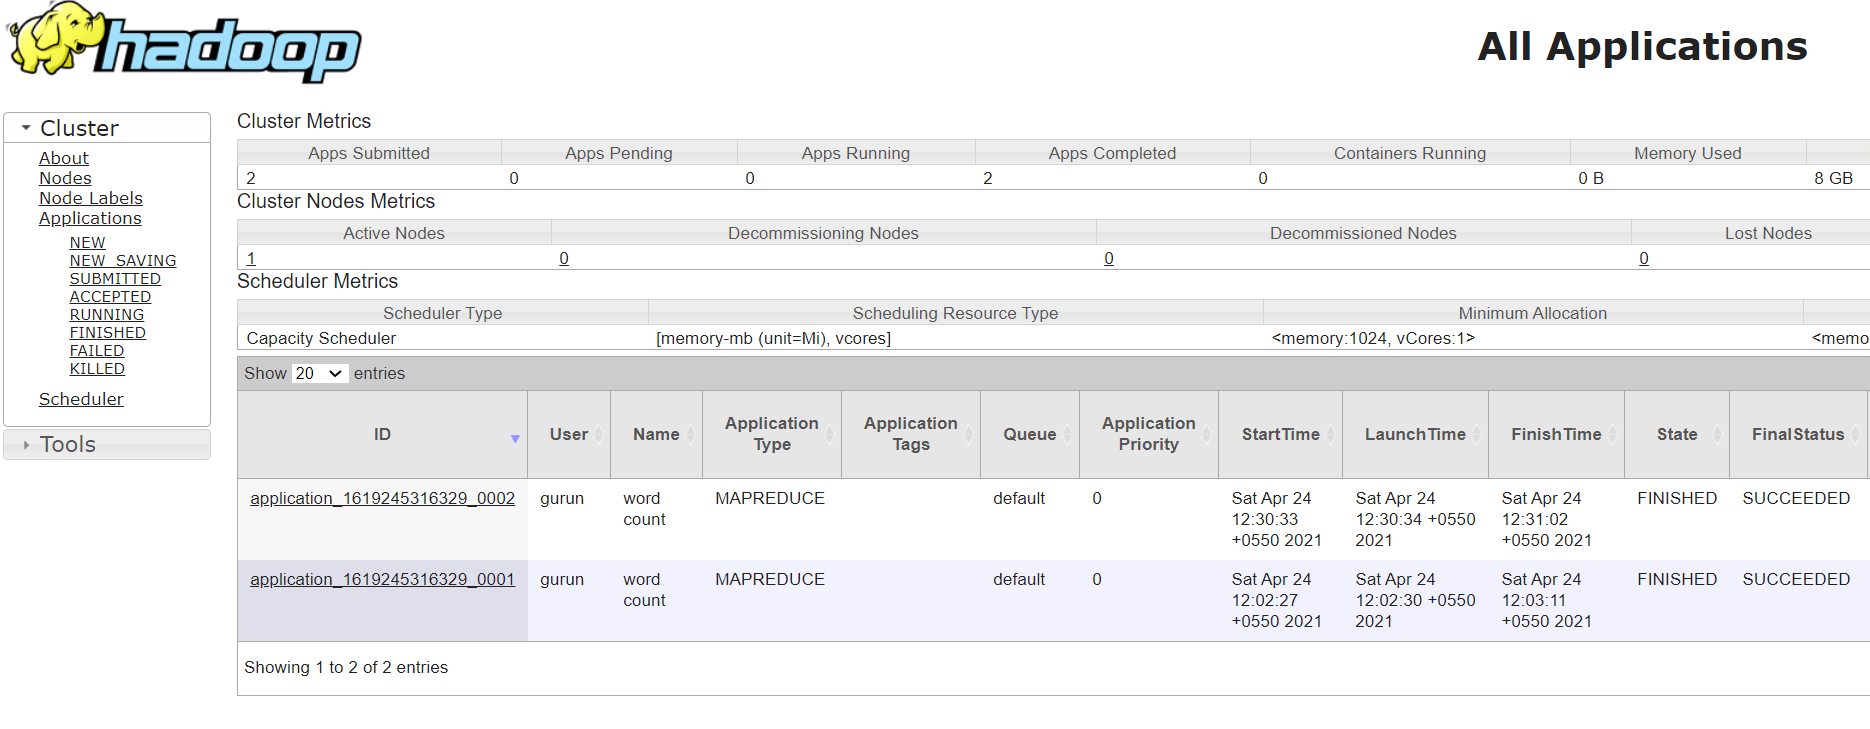 hadoop
All Applications
Cluster
About
Nodes
Node Labels
Applications
NEW
NEW_SAVING
SUBMITTED
ACCEPTED
RUNNING
FINISHED
FAILED
KILLED
Scheduler
Tools
Cluster Metrics
Apps Submitted Apps Pending Apps Running Apps Completed Containers Running Memory Used
2 0 0 2 0 0 B 8 GB
Cluster Nodes Metrics
Active Nodes Decommissioning Nodes Decommissioned Nodes Lost Nodes
1 0 0 0
Scheduler Metrics
Scheduler Type Scheduling Resource Type Minimum Allocation
Capacity Scheduler [memory-mb (unit=Mi), vcores] <memory:1024, vCores:1> <memo
Show 20 entries
ID User Name Application Type Application Tags Queue Application Priority StartTime LaunchTime FinishTime State FinalStatus
application_1619245316329_0002 gurun word count MAPREDUCE default 0 Sat Apr 24 12:30:33 +0550 2021 Sat Apr 24 12:30:34 +0550 2021 Sat Apr 24 12:31:02 +0550 2021 FINISHED SUCCEEDED
application_1619245316329_0001 gurun word count MAPREDUCE default 0 Sat Apr 24 12:02:27 +0550 2021 Sat Apr 24 12:02:30 +0550 2021 Sat Apr 24 12:03:11 +0550 2021 FINISHED SUCCEEDED
Showing 1 to 2 of 2 entries